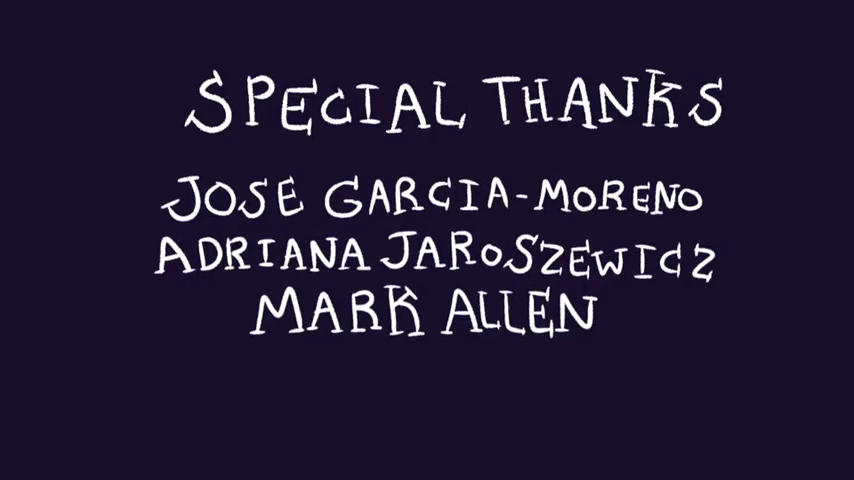 SPECIAL THANKS
JOSE GARCIA-MORENO
ADRIANA JAROSZEWICZ
MARK ALLEN